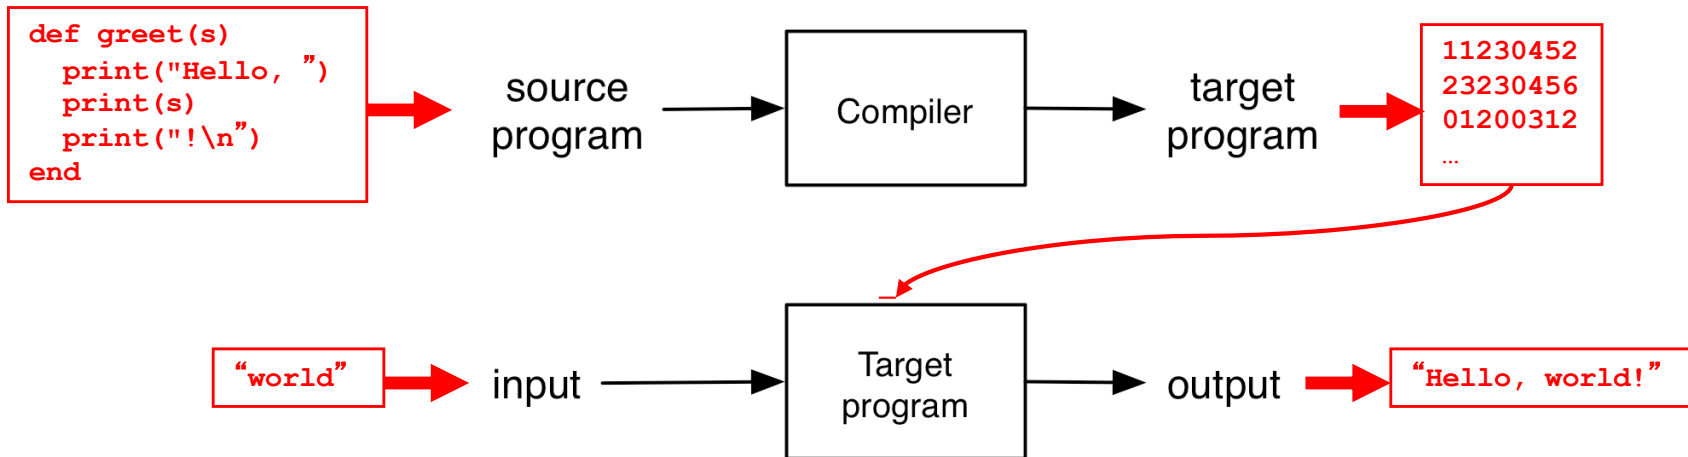 def greet(s)
print("Hello, ”)
print(s)
print("!\n”)
end
source
program
Compiler
target
program
11230452
23230456
01200312
…
“world”
input
Target
program
output
“Hello, world!”